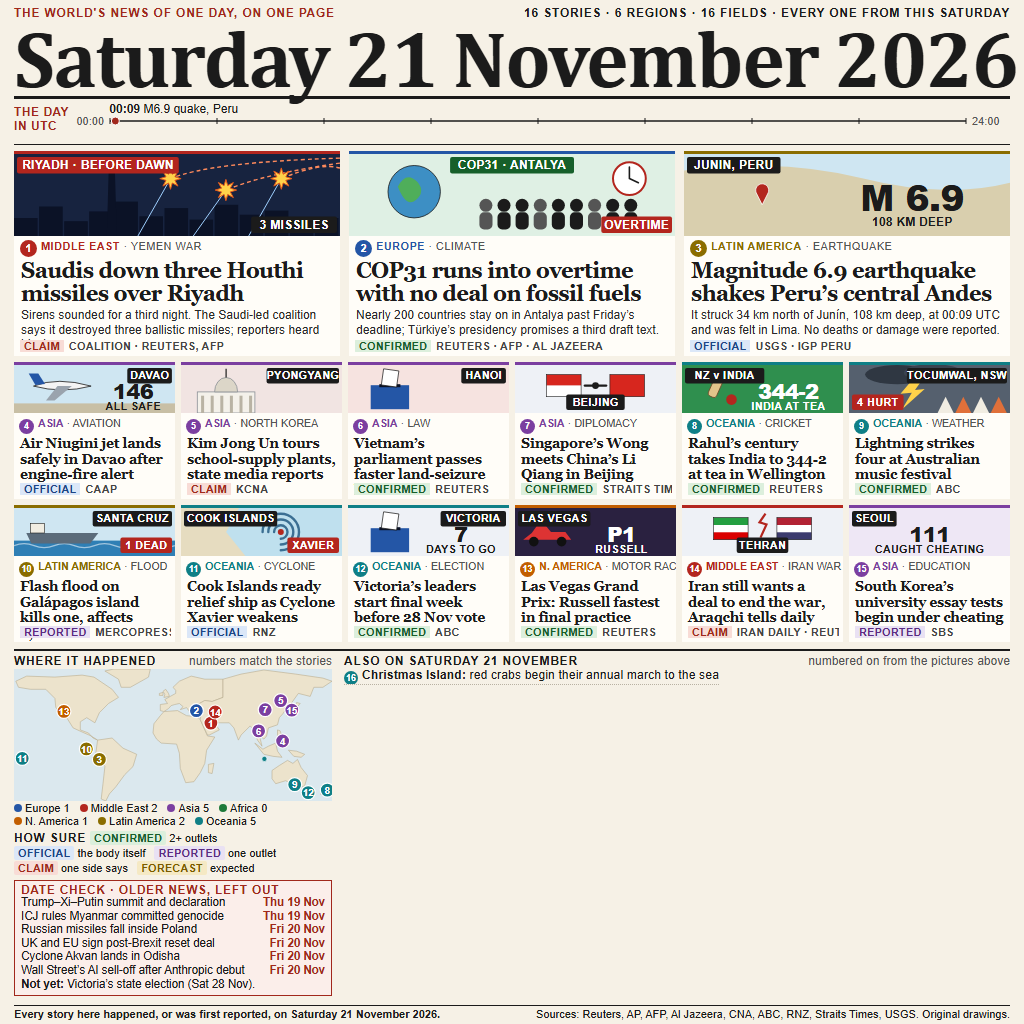 THE WORLD'S NEWS OF ONE DAY, ON ONE PAGE
16 STORIES · 6 REGIONS · 16 FIELDS · EVERY ONE FROM THIS SATURDAY
Saturday 21 November 2026
THE DAY
IN UTC
00:00
00:09 M6.9 quake, Peru
24:00
RIYADH · BEFORE DAWN
3 MISSILES
1 MIDDLE EAST · YEMEN WAR
Saudis down three Houthi
missiles over Riyadh
Sirens sounded for a third night. The Saudi-led coalition
says it destroyed three ballistic missiles; reporters heard
CLAIM COALITION · REUTERS, AFP
COP31 · ANTALYA
OVERTIME
2 EUROPE · CLIMATE
COP31 runs into overtime
with no deal on fossil fuels
Nearly 200 countries stay on in Antalya past Friday's
deadline; Türkiye's presidency promises a third draft text.
CONFIRMED REUTERS · AFP · AL JAZEERA
JUNIN, PERU
M 6.9
108 KM DEEP
3 LATIN AMERICA · EARTHQUAKE
Magnitude 6.9 earthquake
shakes Peru's central Andes
It struck 34 km north of Junín, 108 km deep, at 00:09 UTC
and was felt in Lima. No deaths or damage were reported.
OFFICIAL USGS · IGP PERU
DAVAO
146
ALL SAFE
4 ASIA · AVIATION
Air Niugini jet lands
safely in Davao after
engine-fire alert
OFFICIAL CAAP
PYONGYANG
5 ASIA · NORTH KOREA
Kim Jong Un tours
school-supply plants,
state media reports
CLAIM KCNA
HANOI
6 ASIA · LAW
Vietnam's
parliament passes
faster land-seizure
CONFIRMED REUTERS
BEIJING
7 ASIA · DIPLOMACY
Singapore's Wong
meets China's Li
Qiang in Beijing
CONFIRMED STRAITS TIM
NZ v INDIA
344-2
INDIA AT TEA
8 OCEANIA · CRICKET
Rahul's century
takes India to 344-2
at tea in Wellington
CONFIRMED REUTERS
TOCUMWAL, NSW
4 HURT
9 OCEANIA · WEATHER
Lightning strikes
four at Australian
music festival
CONFIRMED ABC
SANTA CRUZ
1 DEAD
10 LATIN AMERICA · FLOOD
Flash flood on
Galápagos island
kills one, affects
REPORTED MERCOPRES
COOK ISLANDS
XAVIER
11 OCEANIA · CYCLONE
Cook Islands ready
relief ship as Cyclone
Xavier weakens
OFFICIAL RNZ
VICTORIA
7
DAYS TO GO
12 OCEANIA · ELECTION
Victoria's leaders
start final week
before 28 Nov vote
CONFIRMED ABC
LAS VEGAS
P1
RUSSELL
13 N. AMERICA · MOTOR RAC
Las Vegas Grand
Prix: Russell fastest
in final practice
CONFIRMED REUTERS
TEHRAN
14 MIDDLE EAST · IRAN WAR
Iran still wants a
deal to end the war,
Araqchi tells daily
CLAIM IRAN DAILY · REUT
SEOUL
111
CAUGHT CHEATING
15 ASIA · EDUCATION
South Korea's
university essay tests
begin under cheating
REPORTED SBS
WHERE IT HAPPENED
numbers match the stories
13
2
14
1
5
7
15
6
4
10
3
11
9
12
8
Europe 1 Middle East 2 Asia 5 Africa 0
N. America 1 Latin America 2 Oceania 5
HOW SURE CONFIRMED 2+ outlets
OFFICIAL the body itself REPORTED one outlet
CLAIM one side says FORECAST expected
DATE CHECK · OLDER NEWS, LEFT OUT
Trump–Xi–Putin summit and declaration Thu 19 Nov
ICJ rules Myanmar committed genocide Thu 19 Nov
Russian missiles fall inside Poland Fri 20 Nov
UK and EU sign post-Brexit reset deal Fri 20 Nov
Cyclone Akvan lands in Odisha Fri 20 Nov
Wall Street's AI sell-off after Anthropic debut Fri 20 Nov
Not yet: Victoria's state election (Sat 28 Nov).
ALSO ON SATURDAY 21 NOVEMBER
numbered on from the pictures above
16 Christmas Island: red crabs begin their annual march to the sea
Every story here happened, or was first reported, on Saturday 21 November 2026.
Sources: Reuters, AP, AFP, Al Jazeera, CNA, ABC, RNZ, Straits Times, USGS. Original drawings.